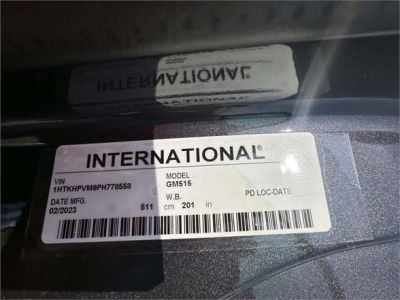 INTERNATIONAL
INTERNATIONAL®
VIN MODEL
1HTKHPVM9PH778558 GM515
DATE MFG. W.B. PD LOC-DATE
02/2023 511 cm 201 in